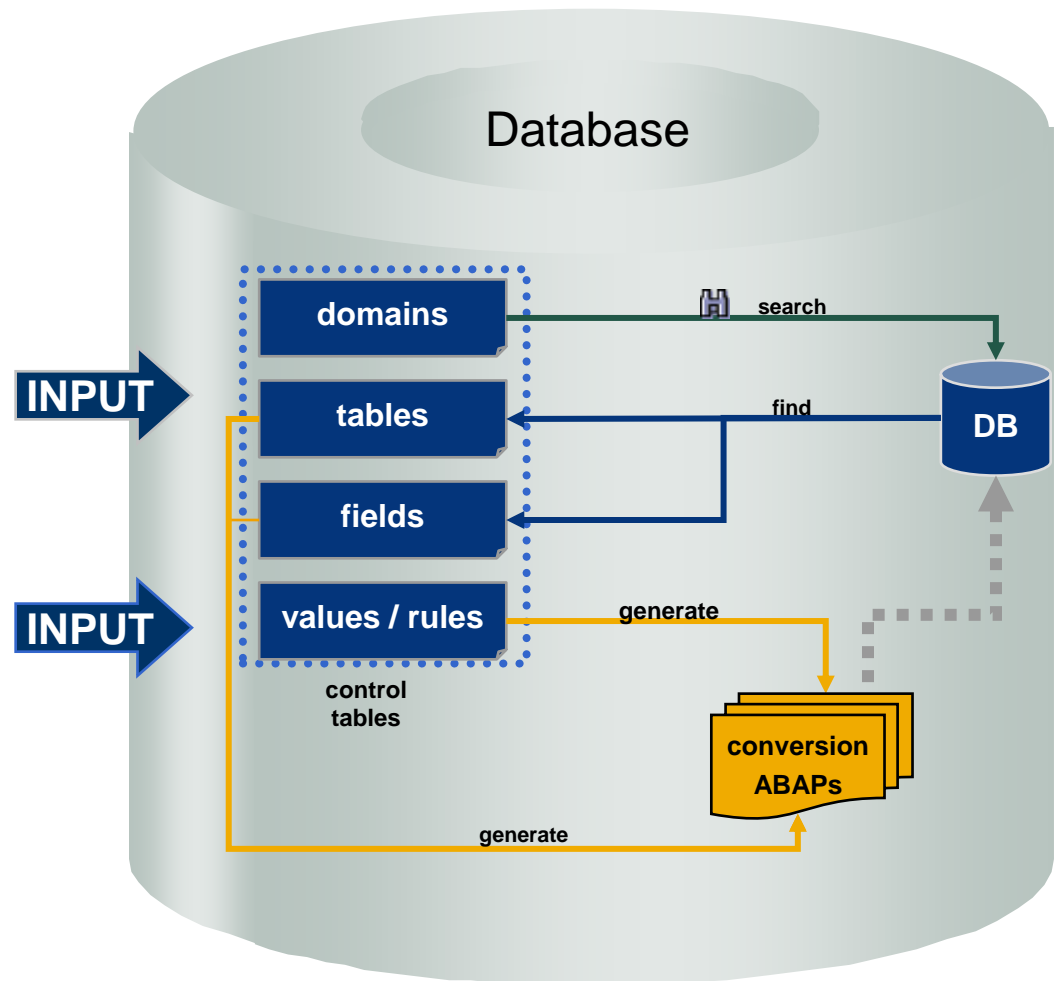 Database
domains
search
INPUT
tables
find
DB
fields
INPUT
values / rules
generate
control
tables
conversion
ABAPs
generate